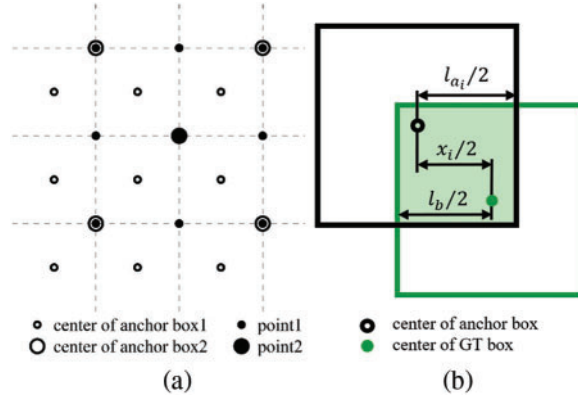 l_{a_i}/2
x_i/2
l_b/2
center of anchor box1 point1
center of anchor box2 point2
center of anchor box
center of GT box
(a) (b)